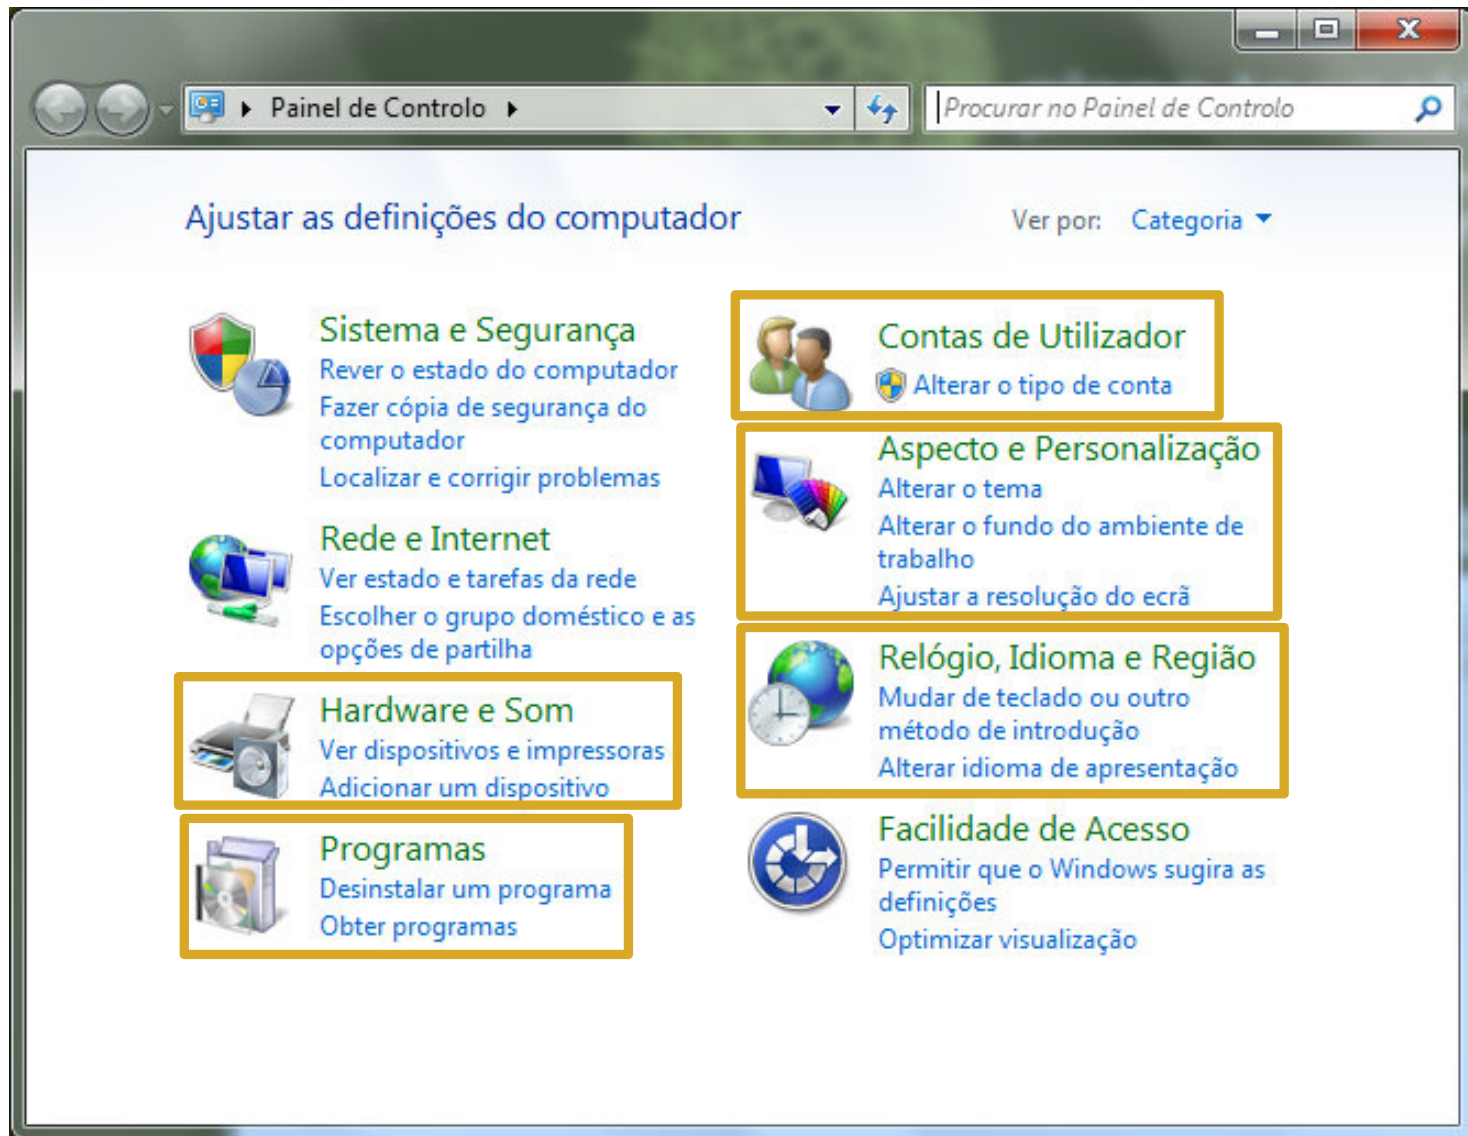 Painel de Controlo
Procurar no Painel de Controlo
Ajustar as definições do computador
Ver por: Categoria
Sistema e Segurança
Rever o estado do computador
Fazer cópia de segurança do
computador
Localizar e corrigir problemas
Rede e Internet
Ver estado e tarefas da rede
Escolher o grupo doméstico e as
opções de partilha
Hardware e Som
Ver dispositivos e impressoras
Adicionar um dispositivo
Programas
Desinstalar um programa
Obter programas
Contas de Utilizador
Alterar o tipo de conta
Aspecto e Personalização
Alterar o tema
Alterar o fundo do ambiente de
trabalho
Ajustar a resolução do ecrã
Relógio, Idioma e Região
Mudar de teclado ou outro
método de introdução
Alterar idioma de apresentação
Facilidade de Acesso
Permitir que o Windows sugira as
definições
Optimizar visualização